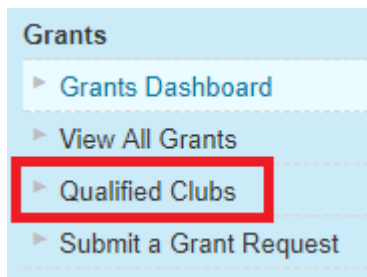 Grants
Grants Dashboard
View All Grants
Qualified Clubs
Submit a Grant Request